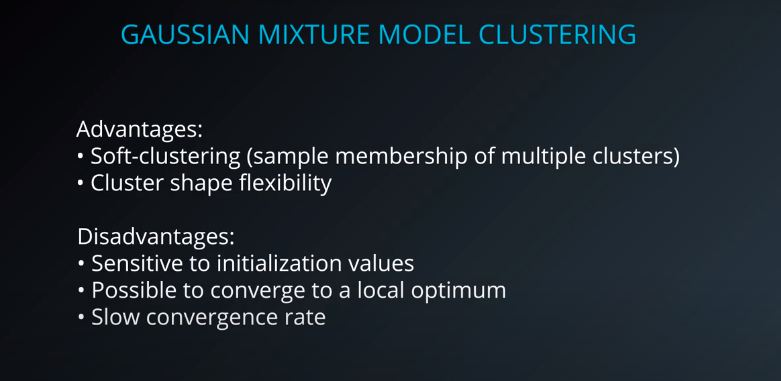 GAUSSIAN MIXTURE MODEL CLUSTERING
Advantages:
• Soft-clustering (sample membership of multiple clusters)
• Cluster shape flexibility
Disadvantages:
• Sensitive to initialization values
• Possible to converge to a local optimum
• Slow convergence rate